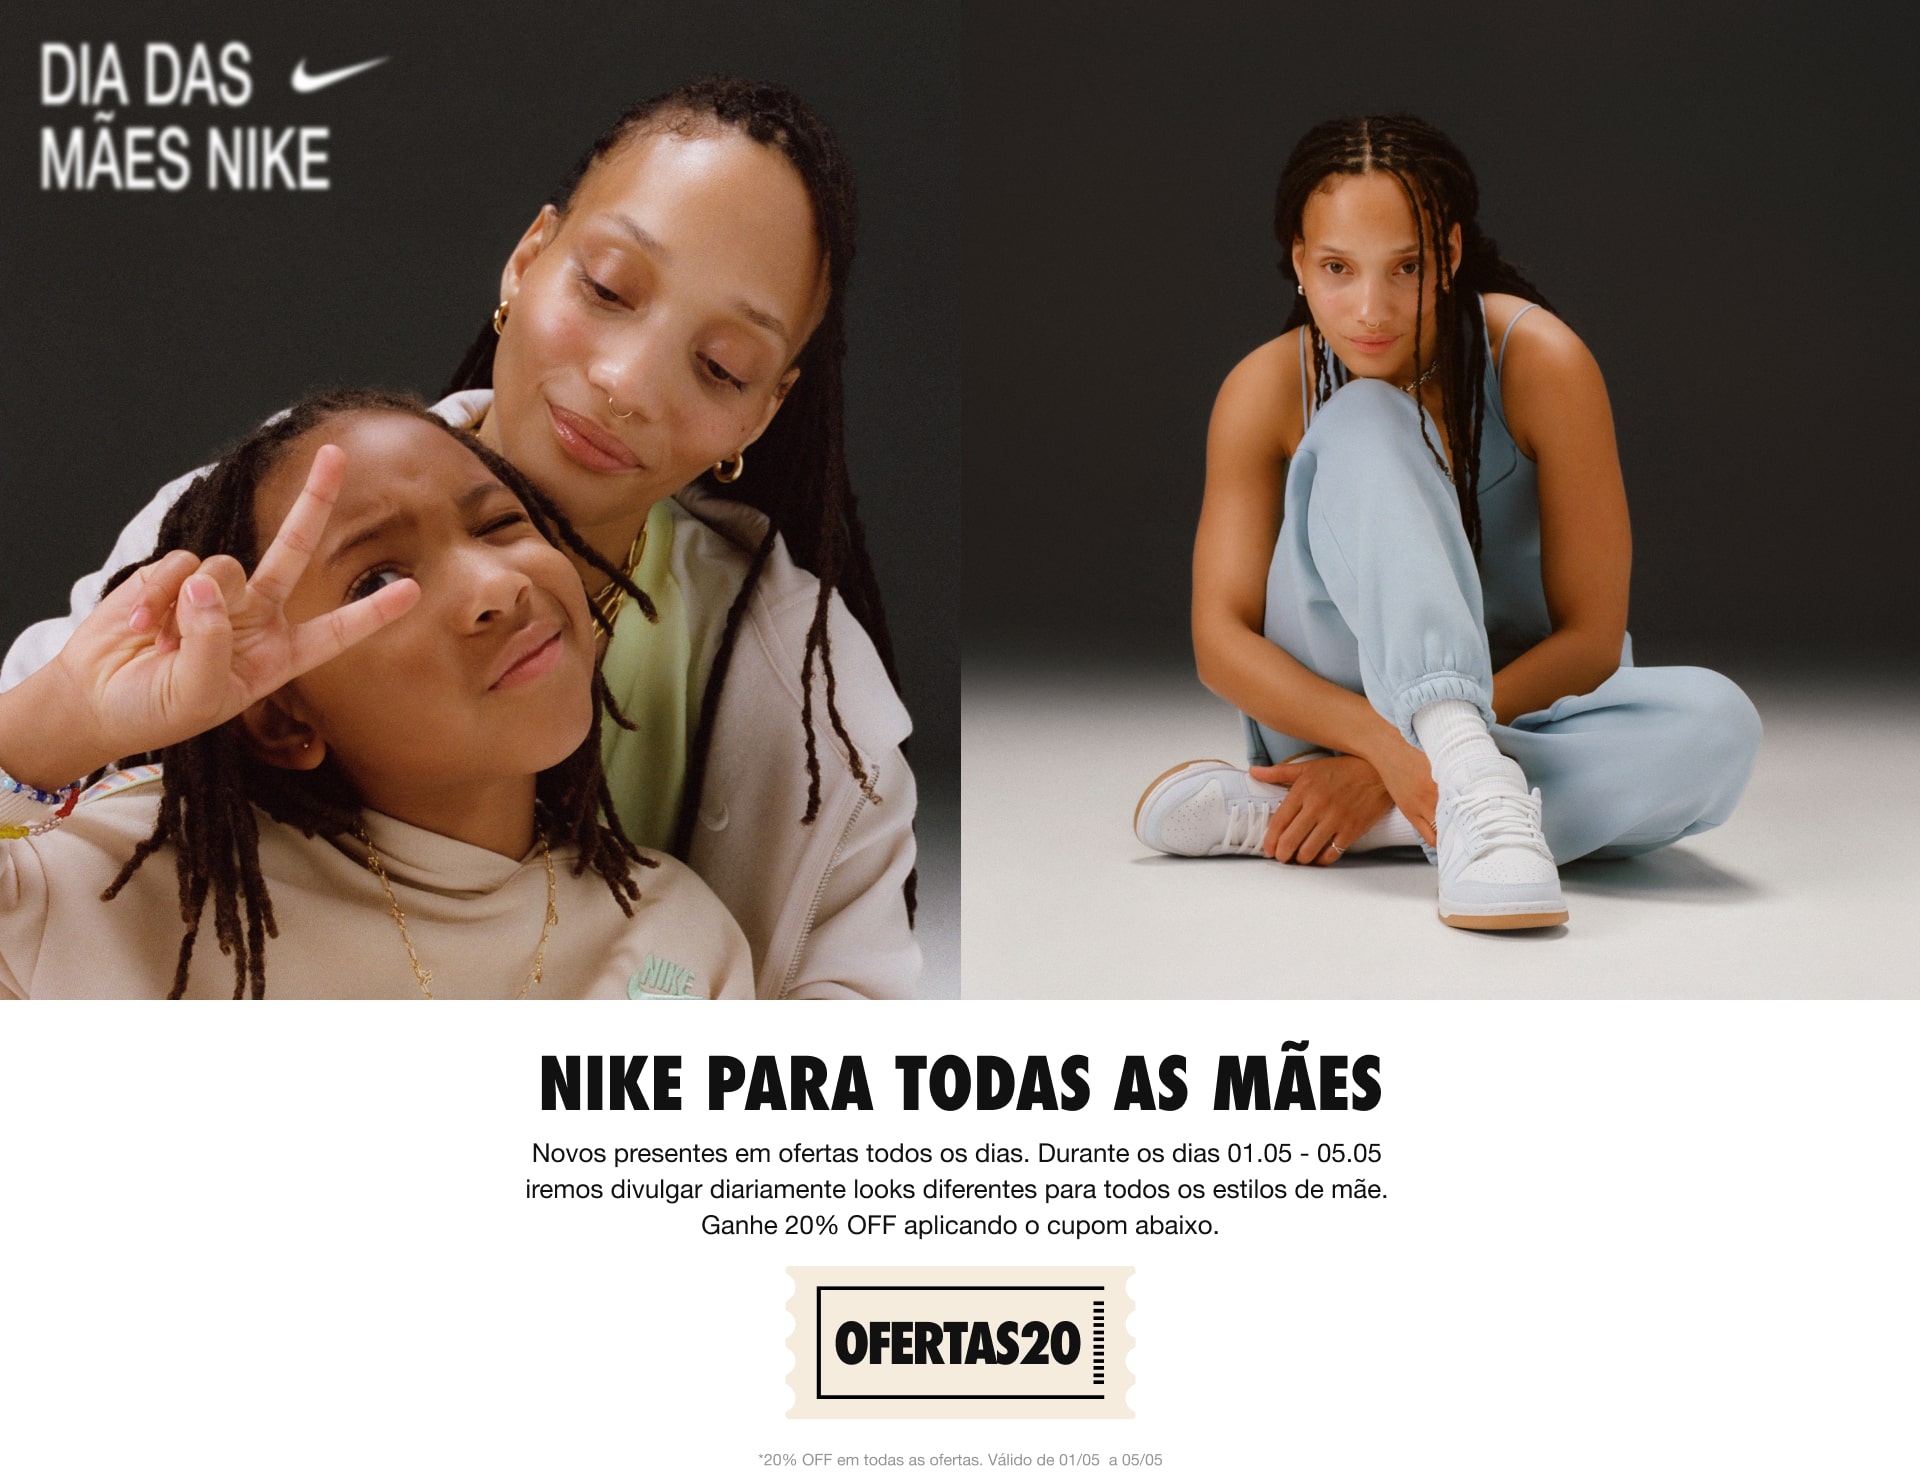 DIA DAS
MÃES NIKE
NIKE
NIKE PARA TODAS AS MÃES
Novos presentes em ofertas todos os dias. Durante os dias 01.05 - 05.05
iremos divulgar diariamente looks diferentes para todos os estilos de mãe.
Ganhe 20% OFF aplicando o cupom abaixo.
OFERTAS20
*20% OFF em todas as ofertas. Válido de 01/05 a 05/05